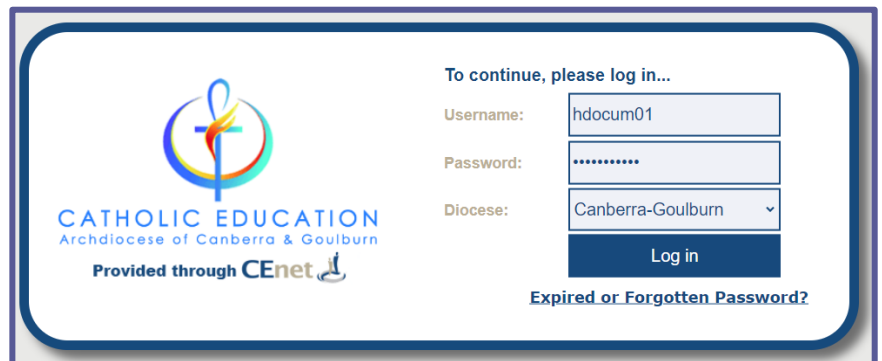 CATHOLIC EDUCATION
Archdiocese of Canberra & Goulburn
Provided through CEnet
To continue, please log in...
Username: hdocum01
Password: •••••••••••
Diocese: Canberra-Goulburn
Log in
Expired or Forgotten Password?